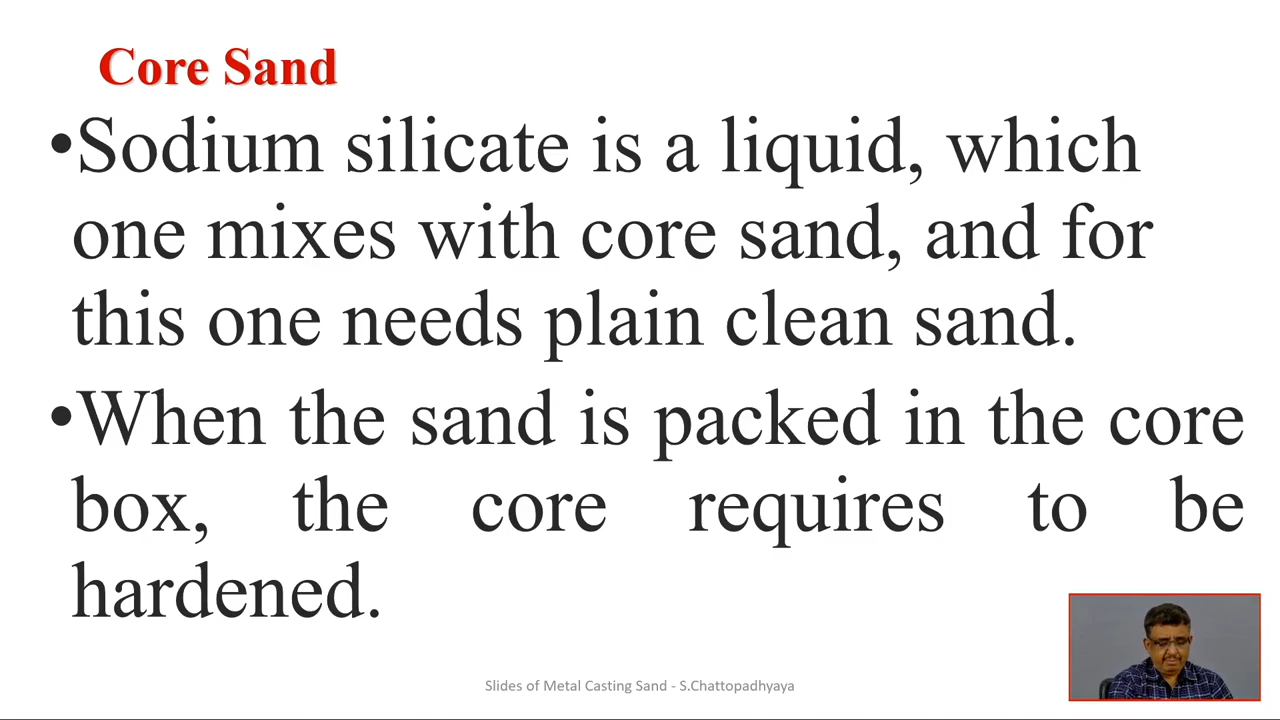 Core Sand
•Sodium silicate is a liquid, which
one mixes with core sand, and for
this one needs plain clean sand.
•When the sand is packed in the core
box, the core requires to be
hardened.
Slides of Metal Casting Sand - S.Chattopadhyaya